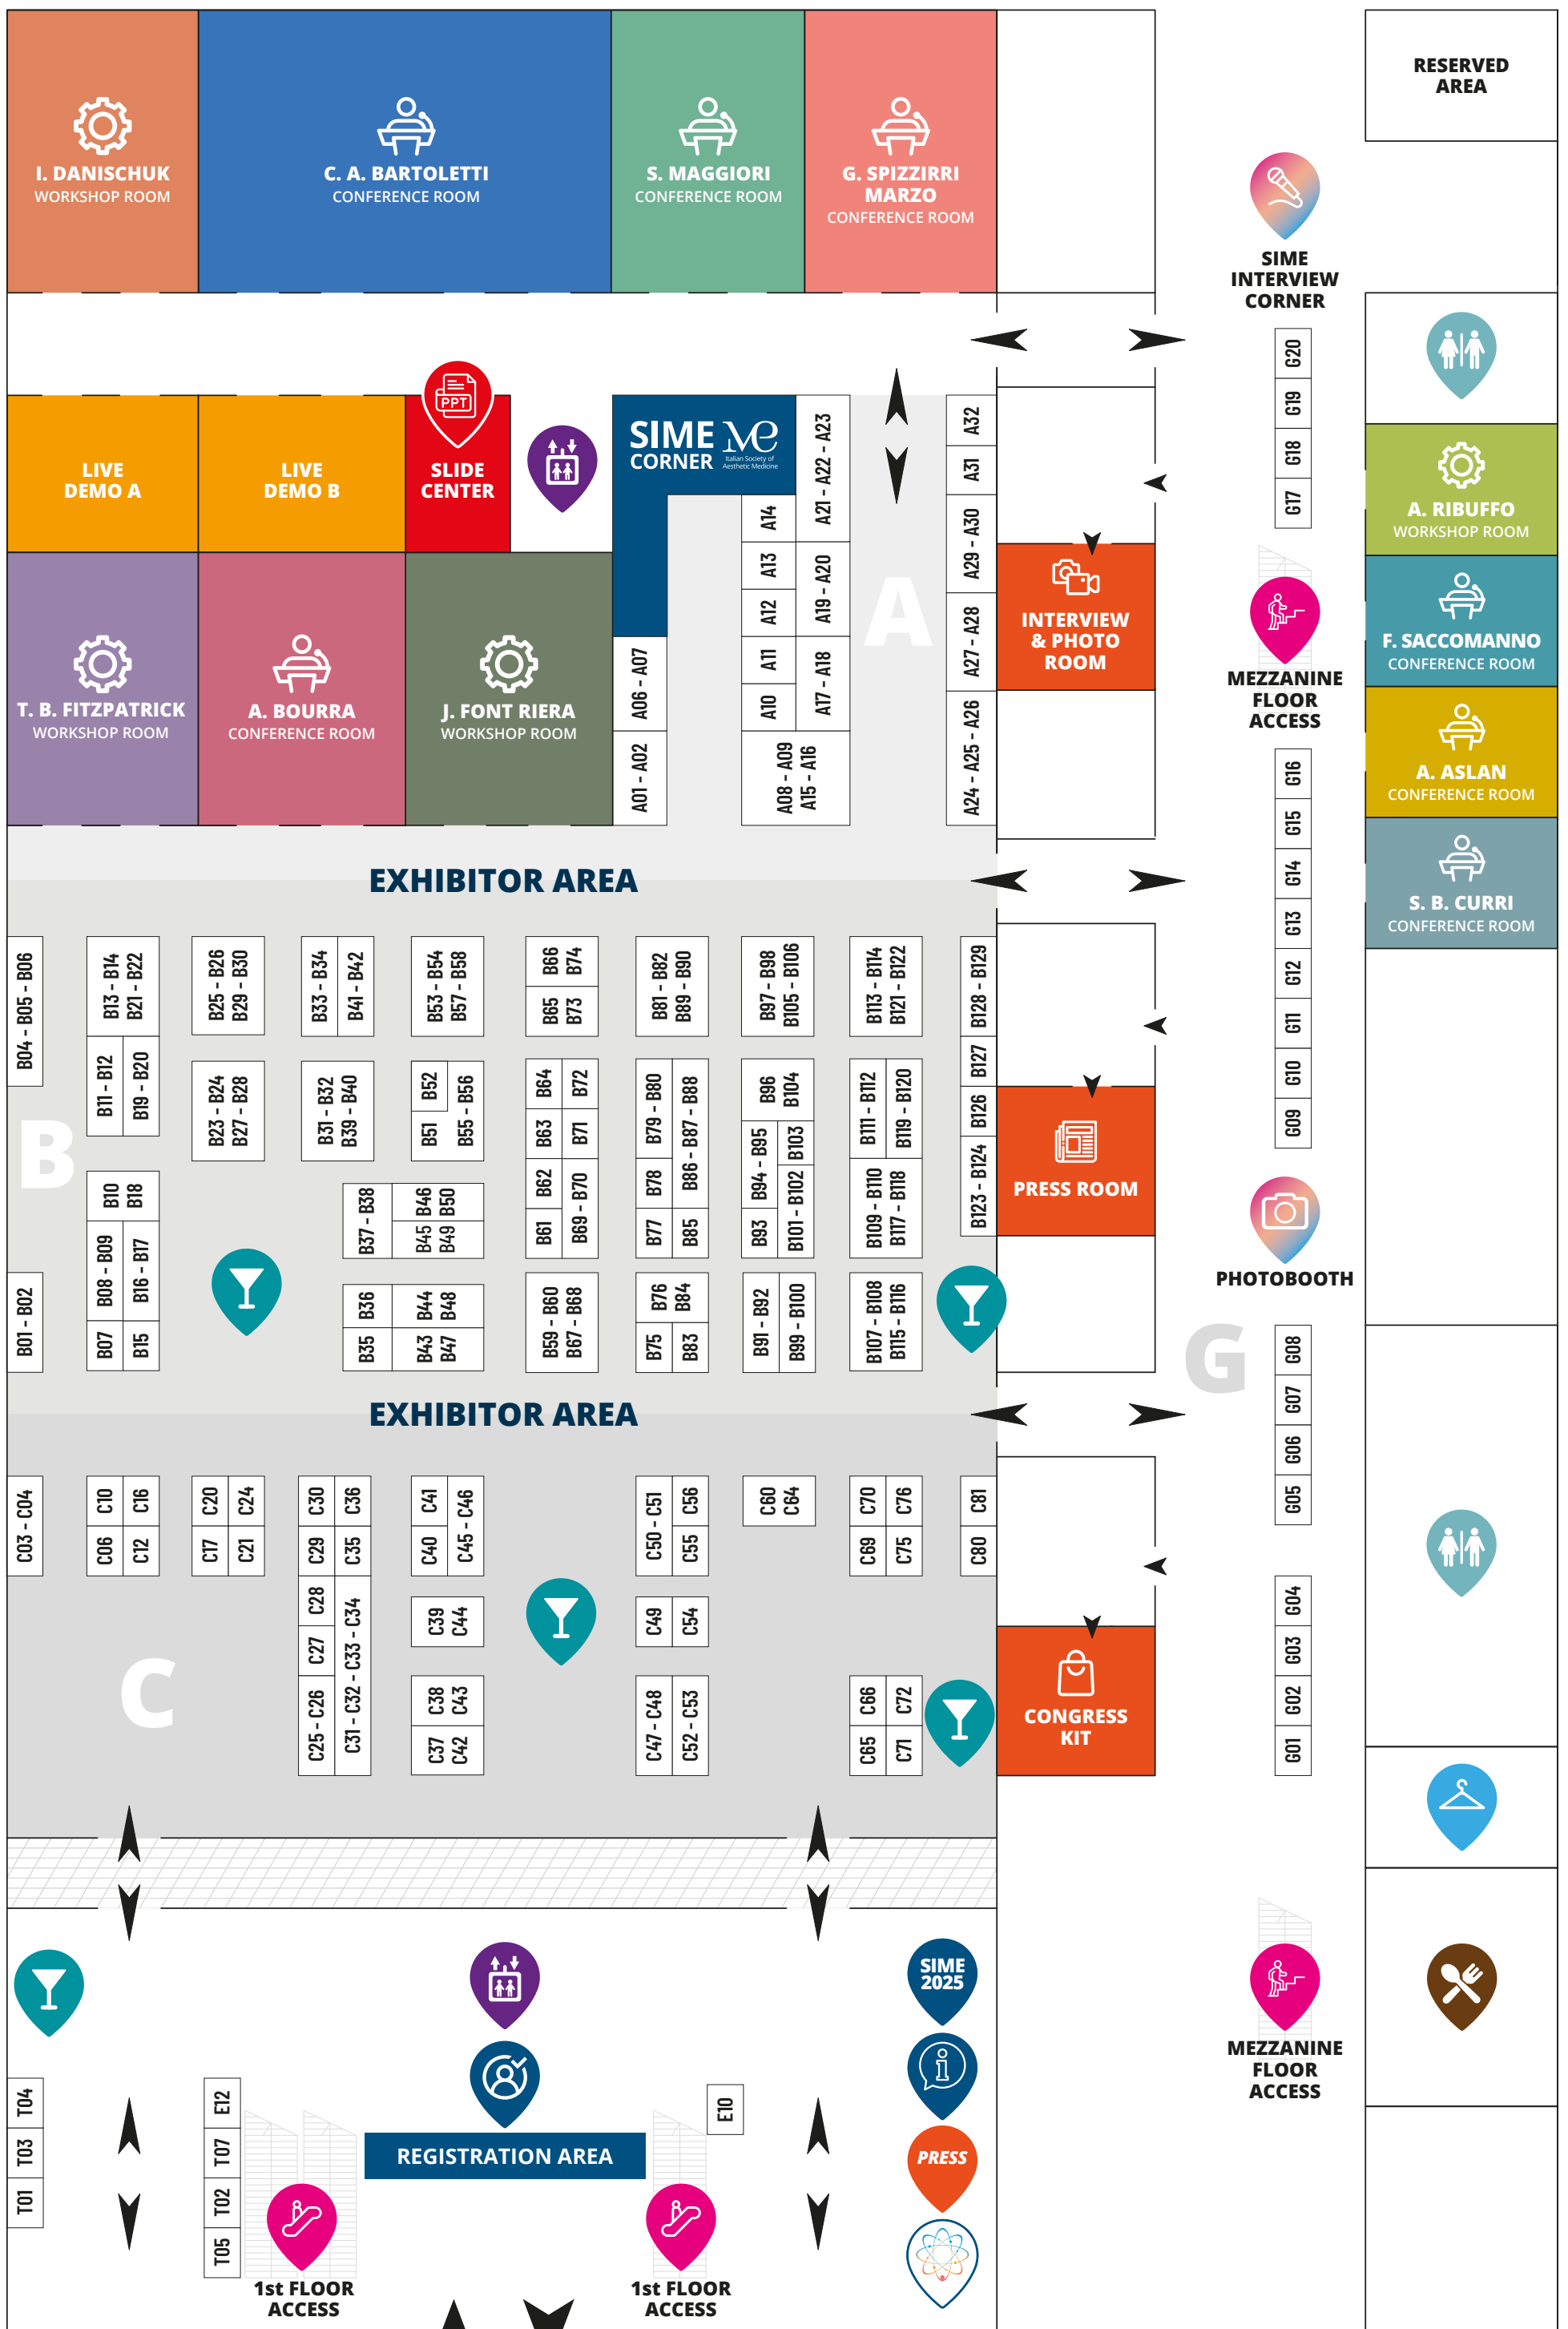 I. DANISCHUK
WORKSHOP ROOM
C. A. BARTOLETTI
CONFERENCE ROOM
S. MAGGIORI
CONFERENCE ROOM
G. SPIZZIRRI
MARZO
CONFERENCE ROOM
RESERVED
AREA
SIME
INTERVIEW
CORNER
LIVE
DEMO A
LIVE
DEMO B
PPT
SLIDE
CENTER
SIME
CORNER
me
Italian Society of
Aesthetic Medicine
T. B. FITZPATRICK
WORKSHOP ROOM
A. BOURRA
CONFERENCE ROOM
J. FONT RIERA
WORKSHOP ROOM
A06 - A07
A01 - A02
A14
A13
A12
A11
A10
A21 - A22 - A23
A19 - A20
A17 - A18
A08 - A09
A15 - A16
A
A32
A31
A29 - A30
A27 - A28
A24 - A25 - A26
INTERVIEW
& PHOTO
ROOM
G20
G19
G18
G17
MEZZANINE
FLOOR
ACCESS
A. RIBUFFO
WORKSHOP ROOM
F. SACCOMANNO
CONFERENCE ROOM
A. ASLAN
CONFERENCE ROOM
S. B. CURRI
CONFERENCE ROOM
G16
G15
G14
G13
G12
G11
G10
G09
EXHIBITOR AREA
B04 - B05 - B06
B01 - B02
B
B13 - B14
B21 - B22
B11 - B12
B19 - B20
B10
B18
B08 - B09
B16 - B17
B07
B15
B25 - B26
B29 - B30
B23 - B24
B27 - B28
B33 - B34
B41 - B42
B31 - B32
B39 - B40
B37 - B38
B46
B50
B45
B49
B36
B44
B48
B35
B43
B47
B53 - B54
B57 - B58
B52
B51
B55 - B56
B66
B74
B65
B73
B64
B72
B63
B71
B62
B61
B69 - B70
B59 - B60
B67 - B68
B81 - B82
B89 - B90
B79 - B80
B86 - B87 - B88
B78
B77
B85
B76
B84
B75
B83
B97 - B98
B105 - B106
B96
B104
B94 - B95
B103
B93
B101 - B102
B91 - B92
B99 - B100
B113 - B114
B121 - B122
B111 - B112
B119 - B120
B109 - B110
B117 - B118
B107 - B108
B115 - B116
B128 - B129
B127
B126
B123 - B124
PRESS ROOM
PHOTOBOOTH
G
G08
G07
G06
G05
G04
G03
G02
G01
EXHIBITOR AREA
C03 - C04
C10
C16
C06
C12
C20
C24
C17
C21
C30
C36
C29
C35
C28
C27
C31 - C32 - C33 - C34
C25 - C26
C41
C40
C45 - C46
C39
C44
C38
C43
C37
C42
C50 - C51
C56
C55
C49
C54
C47 - C48
C52 - C53
C60
C64
C70
C76
C69
C75
C66
C72
C65
C71
C81
C80
C
CONGRESS
KIT
SIME
2025
MEZZANINE
FLOOR
ACCESS
T04
T03
T01
E12
T07
T02
T05
E10
REGISTRATION AREA
PRESS
1st FLOOR
ACCESS
1st FLOOR
ACCESS